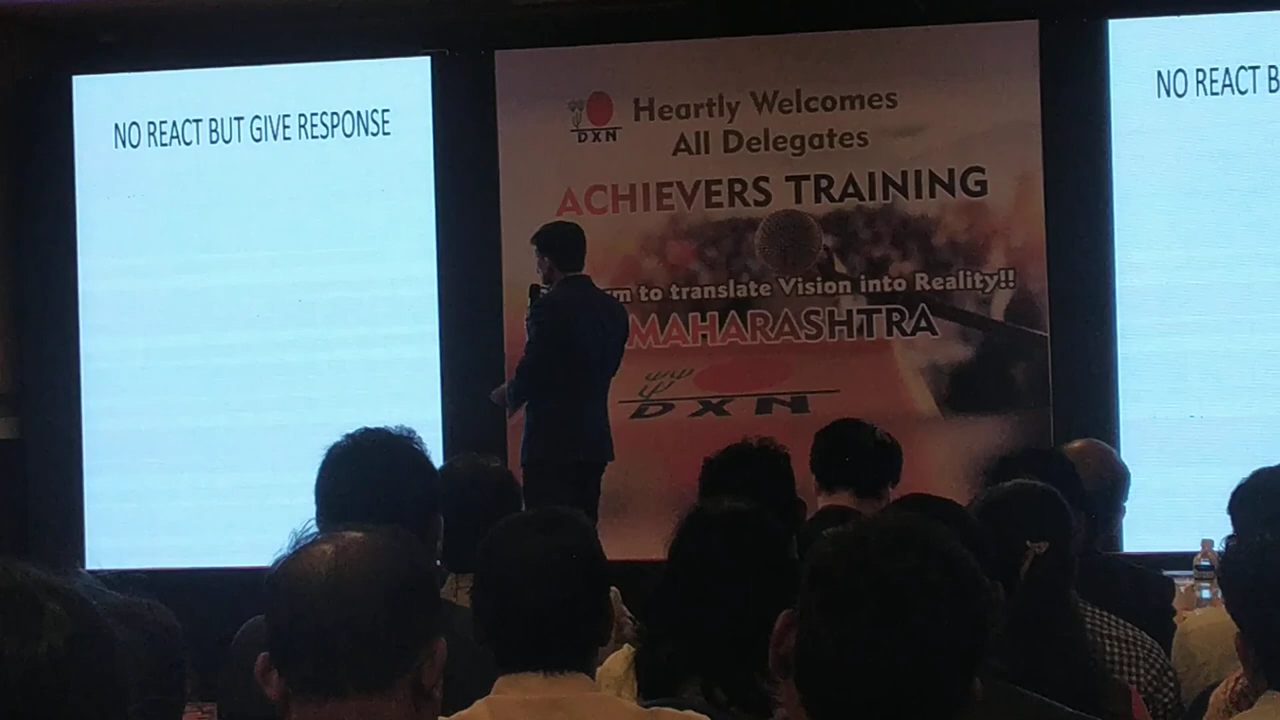 NO REACT BUT GIVE RESPONSE
DXN
Heartly Welcomes
All Delegates
ACHIEVERS TRAINING
to translate Vision into Reality!!
MAHARASHTRA
DXN
NO REACT B